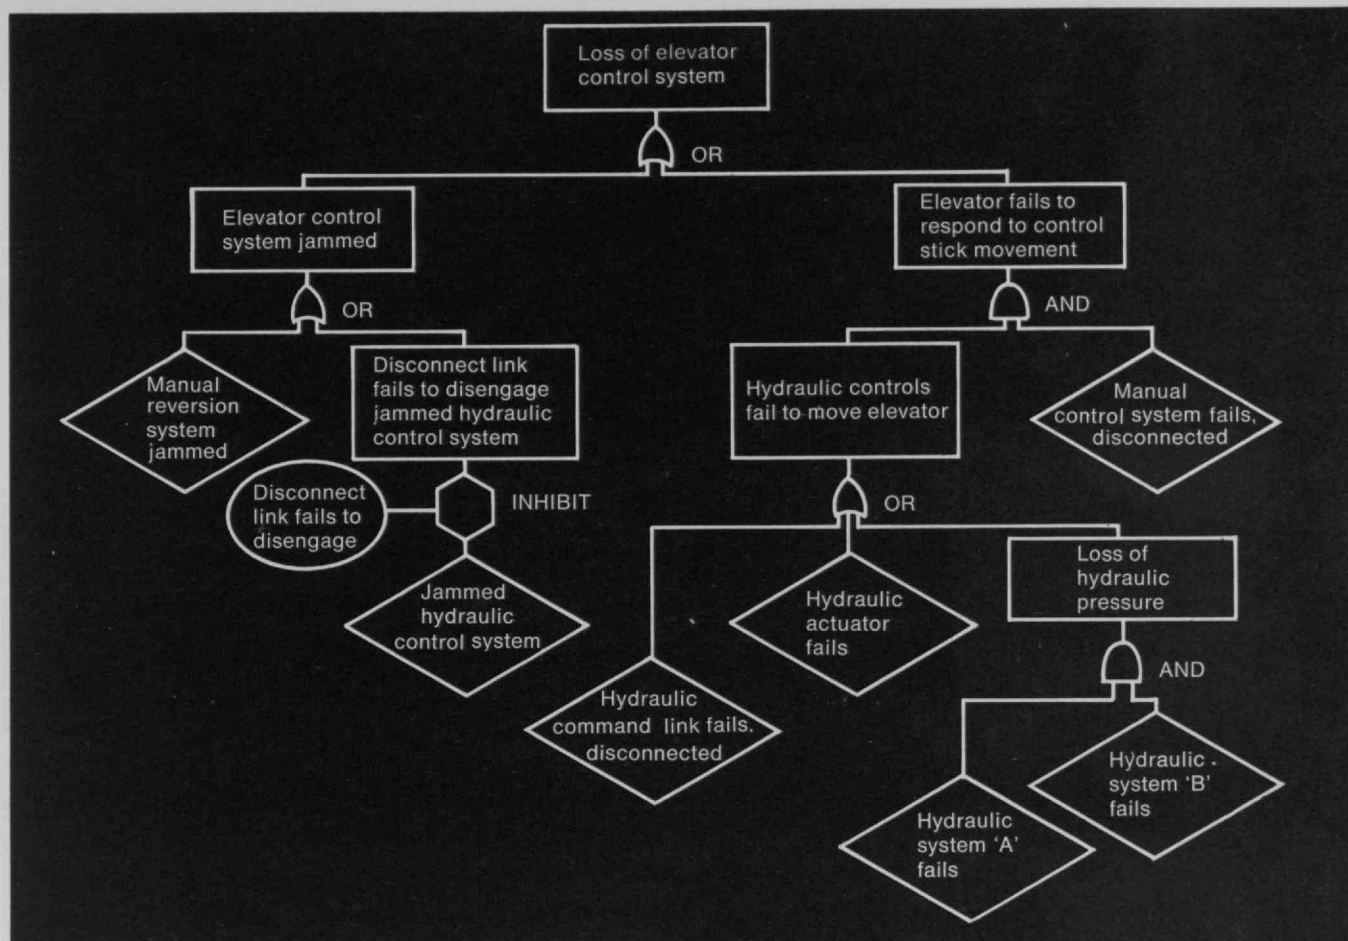 Loss of elevator
control system
OR
Elevator control
system jammed
Elevator fails to
respond to control
stick movement
OR
AND
Manual
reversion
system
jammed
Disconnect link
fails to disengage
jammed hydraulic
control system
Hydraulic controls
fail to move elevator
Manual
control system fails,
disconnected
Disconnect
link fails to
disengage
INHIBIT
OR
Jammed
hydraulic
control system
Loss of
hydraulic
pressure
Hydraulic
actuator
fails
AND
Hydraulic
command link fails.
disconnected
Hydraulic
system 'B'
fails
Hydraulic
system 'A'
fails